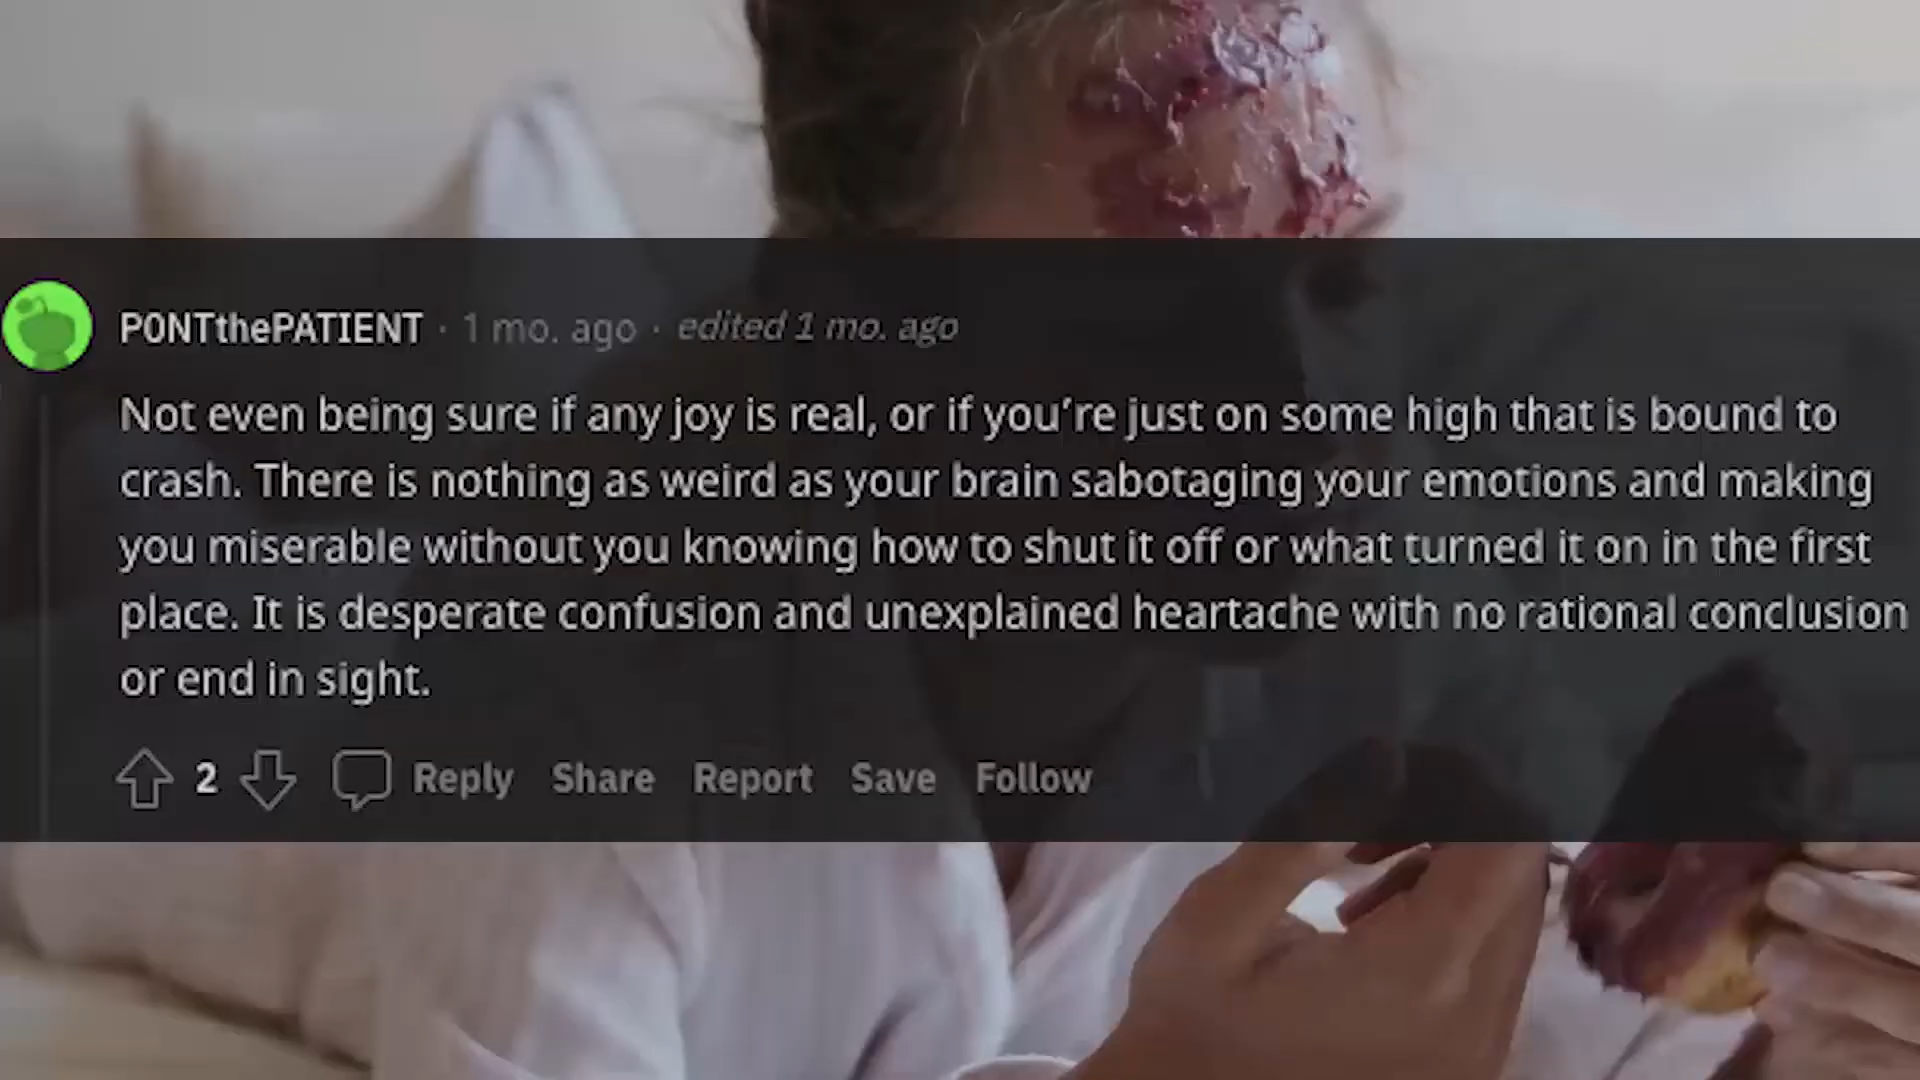 P0NTthePATIENT · 1 mo. ago · edited 1 mo. ago
Not even being sure if any joy is real, or if you’re just on some high that is bound to
crash. There is nothing as weird as your brain sabotaging your emotions and making
you miserable without you knowing how to shut it off or what turned it on in the first
place. It is desperate confusion and unexplained heartache with no rational conclusion
or end in sight.
2 Reply Share Report Save Follow